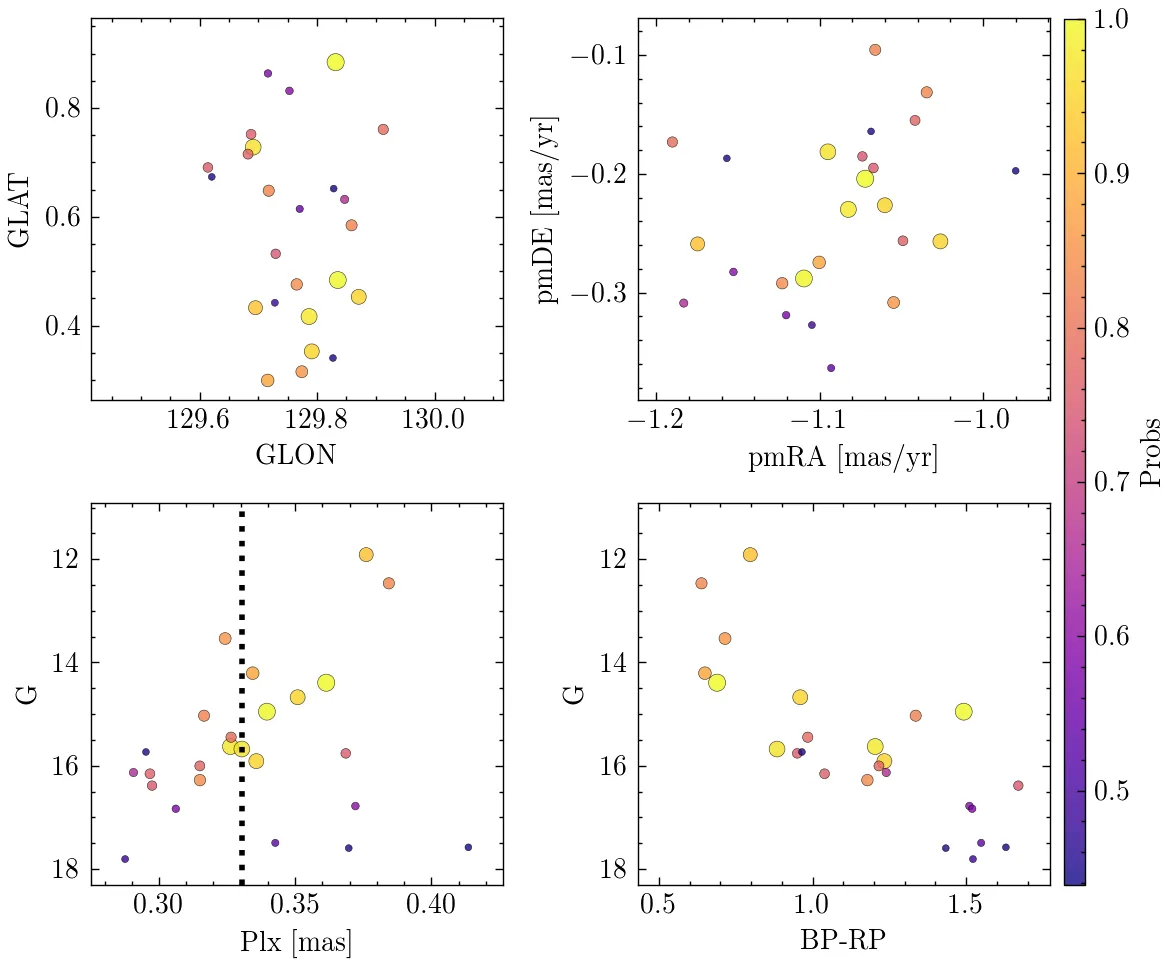 0.8
0.6
0.4
GLAT
129.6 129.8 130.0
GLON
−0.1
−0.2
−0.3
pmDE [mas/yr]
−1.2 −1.1 −1.0
pmRA [mas/yr]
12
14
16
18
G
0.30 0.35 0.40
Plx [mas]
12
14
16
18
G
0.5 1.0 1.5
BP-RP
1.0
0.9
0.8
0.7
0.6
0.5
Probs